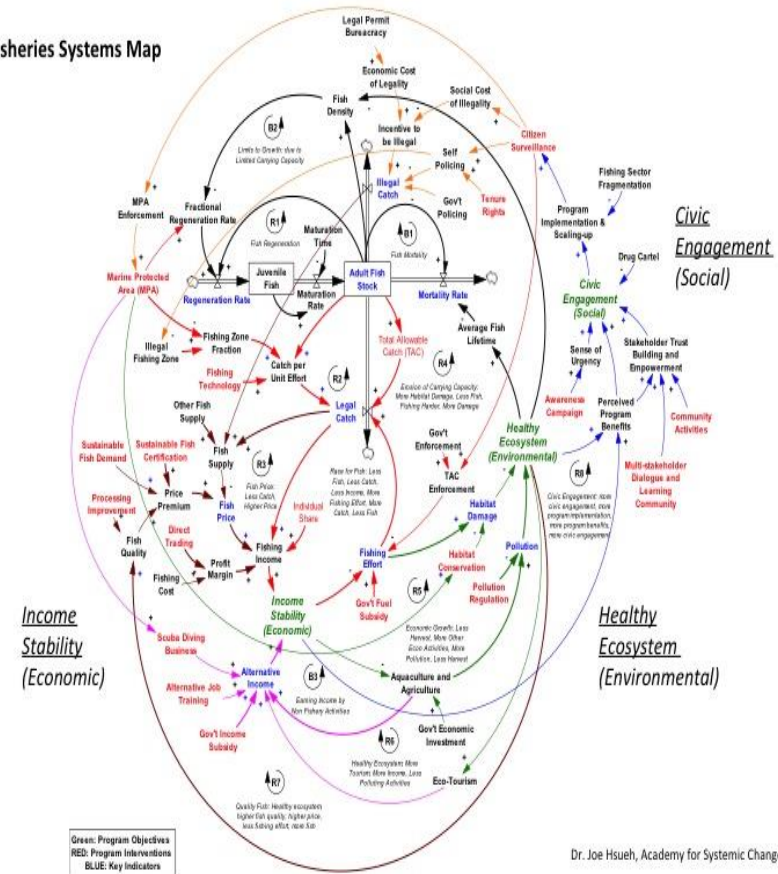 sheries Systems Map
Legal Permit
Bureacracy
Economic Cost
of Legality
Social Cost
of Illegality
Fish
Density
B2
Limits to Growth: due to
Limited Carrying Capacity
Incentive to
be Illegal
Citizen
Surveillance
Self
Policing
Illegal
Catch
Gov't
Policing
Tenure
Rights
Fishing Sector
Fragmentation
MPA
Enforcement
Fractional
Regeneration Rate
R1
Fish Regeneration
Maturation
Time
B1
Fish Mortality
Program
Implementation &
Scaling-up
Civic
Engagement
(Social)
Drug Cartel
Marine Protected
Area (MPA)
Regeneration Rate
Juvenile
Fish
Maturation
Rate
Adult Fish
Stock
Mortality Rate
Civic
Engagement
(Social)
Average Fish
Lifetime
Illegal
Fishing Zone
Fishing Zone
Fraction
Total Allowable
Catch (TAC)
Sense of
Urgency
Stakeholder Trust
Building and
Empowerment
Fishing
Technology
Catch per
Unit Effort
R2
R4
Erosion of Carrying Capacity:
More Habitat Damage, Less Fish,
Fishing Harder, More Damage
Other Fish
Supply
Legal
Catch
Awareness
Campaign
Perceived
Program
Benefits
Community
Activities
Sustainable
Fish Demand
Sustainable Fish
Certification
Fish
Supply
R3
Fish Price:
Less Catch,
Higher Price
Race for Fish: Less
Fish, Less Catch,
Less Income, More
Fishing Effort, More
Catch, Less Fish
Gov't
Enforcement
TAC
Enforcement
Healthy
Ecosystem
(Environmental)
R8
Civic Engagement: more
civic engagement, more
program implementation,
more program benefits,
more civic engagement
Multi-stakeholder
Dialogue and Learning
Community
Processing
Improvement
Price
Premium
Fish
Price
Individual
Share
Habitat
Damage
Direct
Trading
Fish
Quality
Profit
Margin
Fishing
Income
Fishing
Effort
Habitat
Conservation
Pollution
Fishing
Cost
Pollution
Regulation
Income
Stability
(Economic)
Income
Stability
(Economic)
Gov't Fuel
Subsidy
R5
Economic Growth: Less
Harvest, More Other
Econ Activities, More
Pollution, Less Harvest
Healthy
Ecosystem
(Environmental)
Scuba Diving
Business
Alternative
Income
Alternative Job
Training
B3
Earning Income by
Non Fishery Activities
Aquaculture and
Agriculture
Gov't Income
Subsidy
R6
Healthy Ecosystem: More
Tourism More Income, Less
Polluting Activities
Gov't Economic
Investment
Eco-Tourism
R7
Quality Fish: Healthy ecosystem
higher fish quality, higher price,
less fishing effort, more fish
Green: Program Objectives
RED: Program Interventions
BLUE: Key Indicators
Dr. Joe Hsueh, Academy for Systemic Change